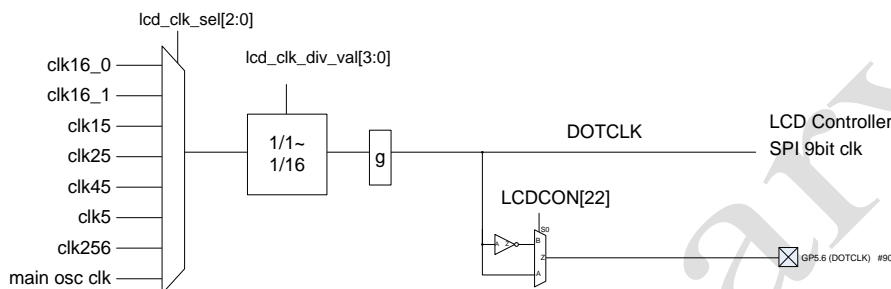 lcd_clk_sel[2:0]
lcd_clk_div_val[3:0]
clk16_0
clk16_1
clk15
clk25
clk45
clk5
clk256
main osc clk
1/1~
1/16
g
DOTCLK
LCD Controller
SPI 9bit clk
LCDCON[22]
S0
A Z
B
Z
A
GP5.6 (DOTCLK) #90